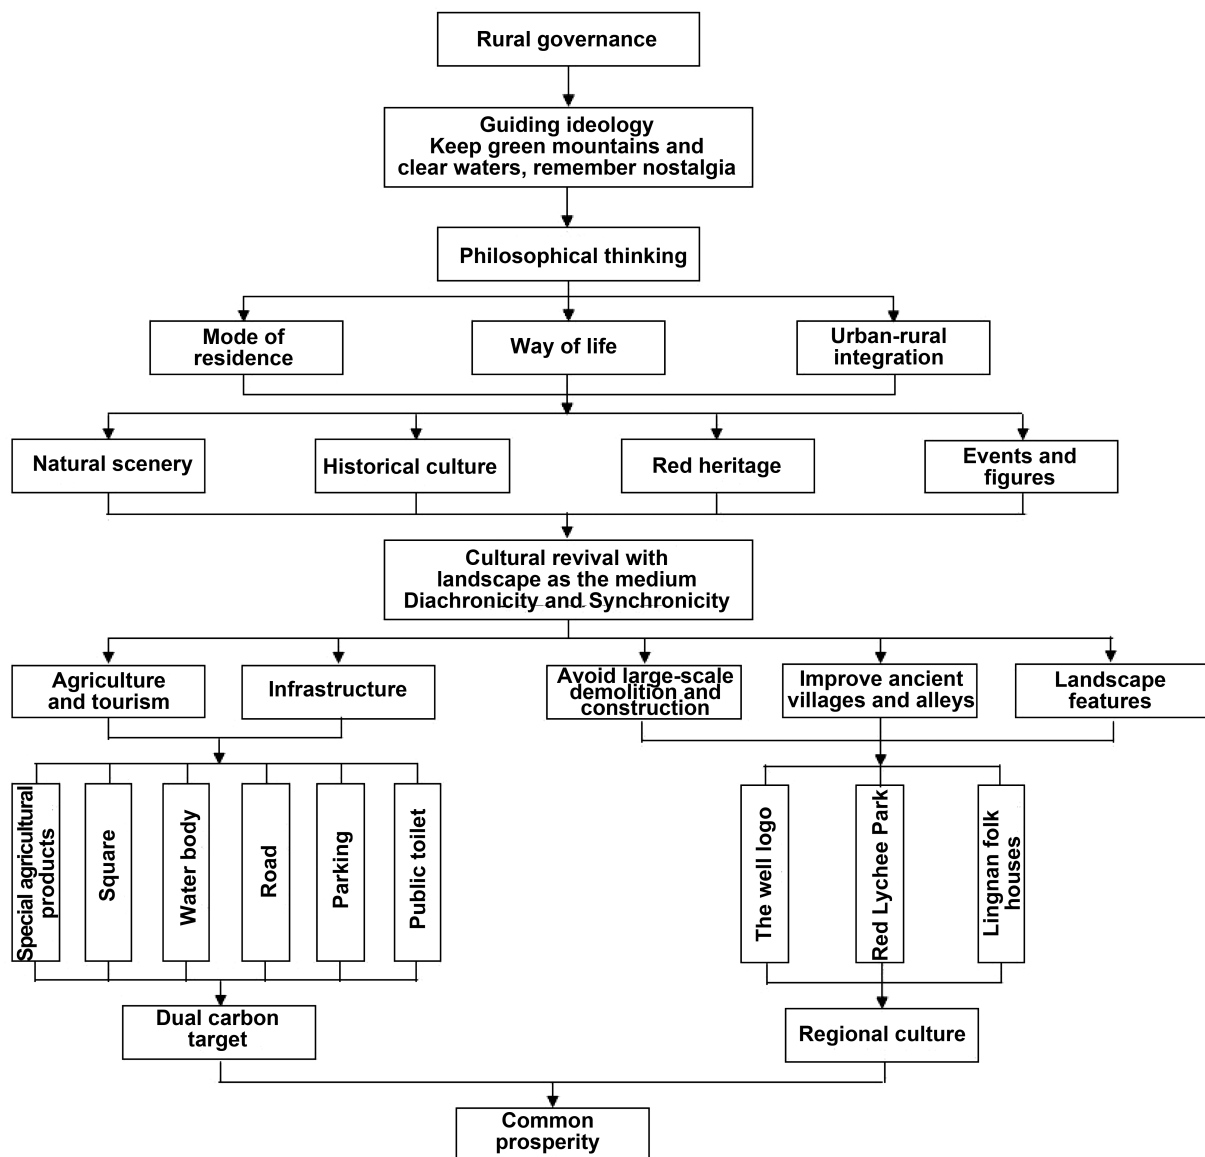 Rural governance
Guiding ideology
Keep green mountains and
clear waters, remember nostalgia
Philosophical thinking
Mode of
residence
Way of life
Urban-rural
integration
Natural scenery
Historical culture
Red heritage
Events and
figures
Cultural revival with
landscape as the medium
Diachronicity and Synchronicity
Agriculture
and tourism
Infrastructure
Avoid large-scale
demolition and
construction
Improve ancient
villages and alleys
Landscape
features
Special agricultural
products
Square
Water body
Road
Parking
Public toilet
The well logo
Red Lychee Park
Lingnan folk
houses
Dual carbon
target
Regional culture
Common
prosperity